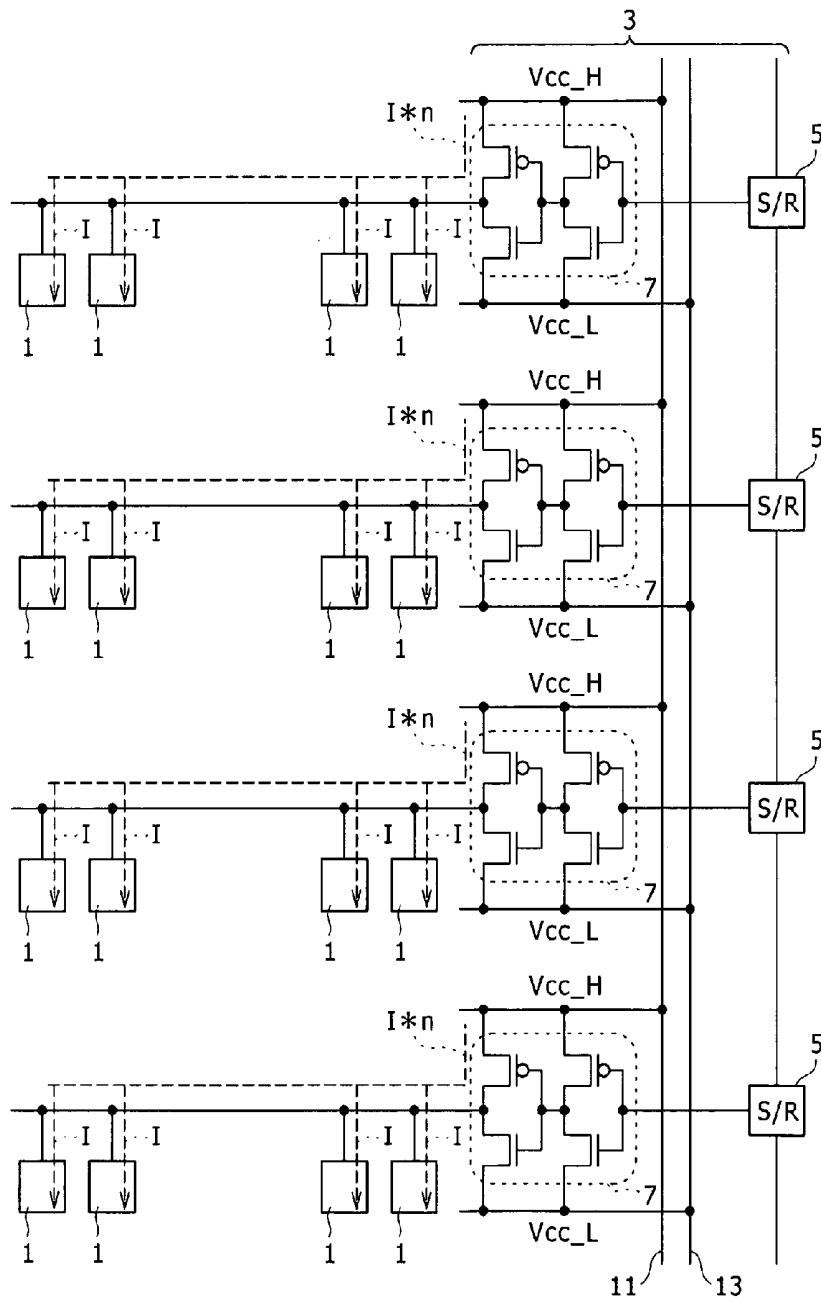 3
Vcc_H
I*n
5
S/R
I I I I
7
1 1 1 1
Vcc_L
Vcc_H
I*n
5
S/R
I I I I
7
1 1 1 1
Vcc_L
Vcc_H
I*n
5
S/R
I I I I
7
1 1 1 1
Vcc_L
Vcc_H
I*n
5
S/R
I I I I
7
1 1 1 1
Vcc_L
11 13